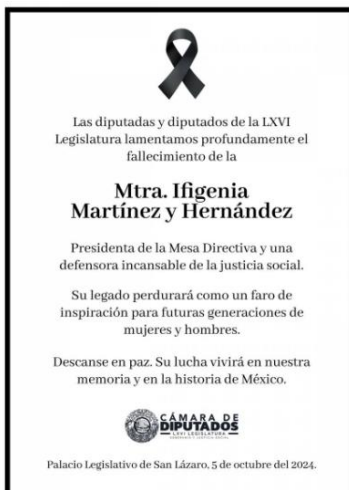 Las diputadas y diputados de la LXVI
Legislatura lamentamos profundamente el
fallecimiento de la
Mtra. Ifigenia
Martínez y Hernández
Presidenta de la Mesa Directiva y una
defensora incansable de la justicia social.
Su legado perdurará como un faro de
inspiración para futuras generaciones de
mujeres y hombres.
Descanse en paz. Su lucha vivirá en nuestra
memoria y en la historia de México.
CÁMARA DE
DIPUTADOS
LXVI LEGISLATURA
SOBERANÍA Y JUSTICIA SOCIAL
Palacio Legislativo de San Lázaro, 5 de octubre del 2024.